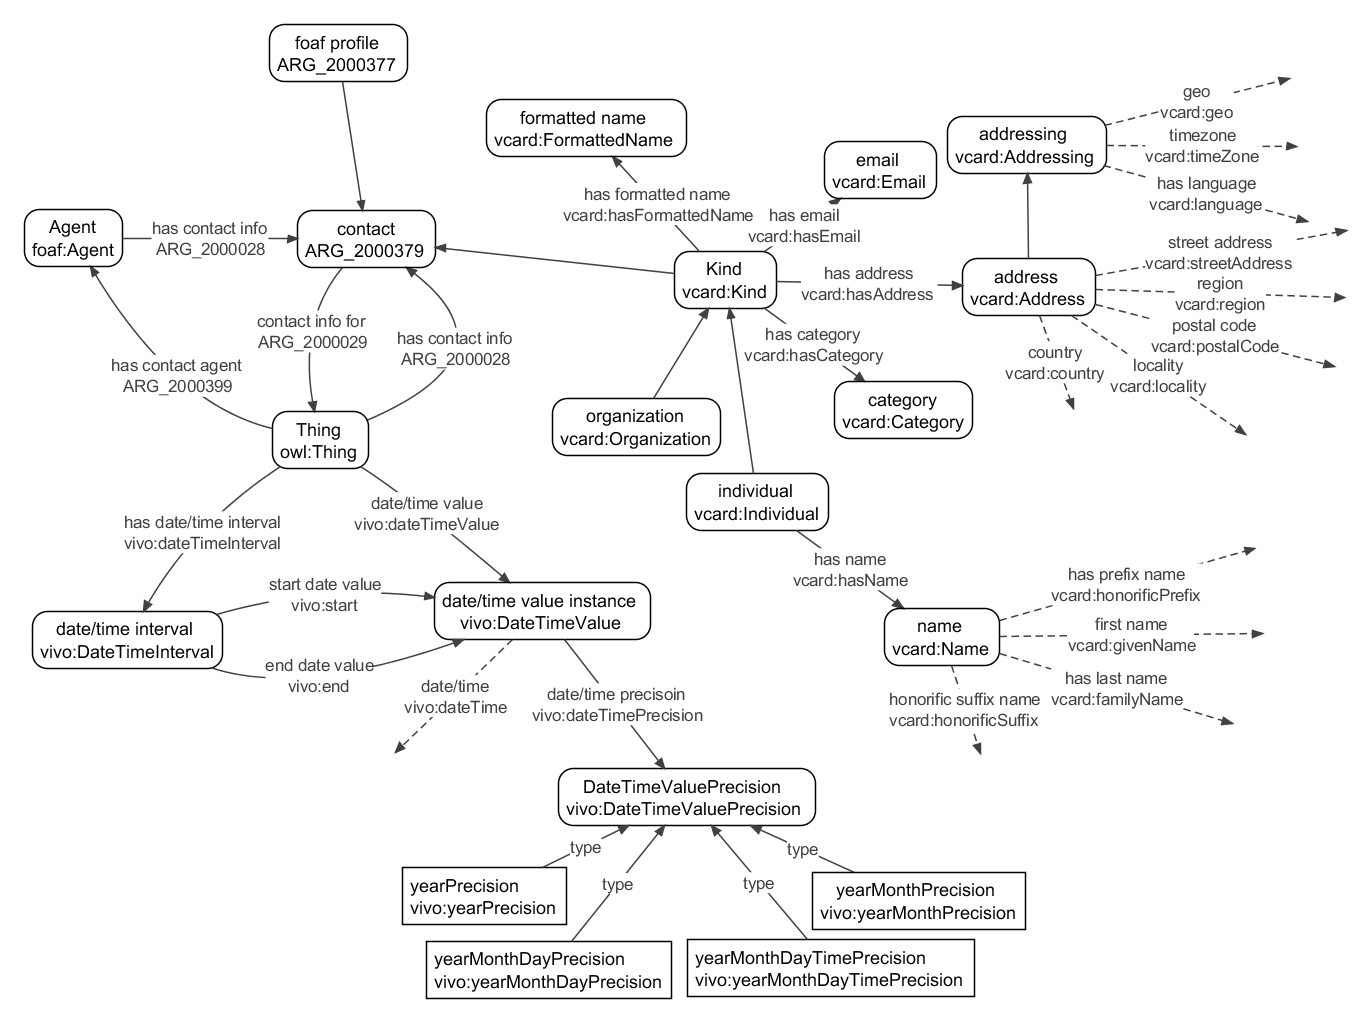 foaf profile
ARG_2000377
formatted name
vcard:FormattedName
email
vcard:Email
addressing
vcard:Addressing
geo
vcard:geo
timezone
vcard:timeZone
has language
vcard:language
Agent
foaf:Agent
has contact info
ARG_2000028
contact
ARG_2000379
has formatted name
vcard:hasFormattedName
has email
vcard:hasEmail
Kind
vcard:Kind
has address
vcard:hasAddress
address
vcard:Address
street address
vcard:streetAddress
region
vcard:region
postal code
vcard:postalCode
locality
vcard:locality
country
vcard:country
contact info for
ARG_2000029
has contact info
ARG_2000028
has contact agent
ARG_2000399
has category
vcard:hasCategory
category
vcard:Category
organization
vcard:Organization
Thing
owl:Thing
individual
vcard:Individual
has date/time interval
vivo:dateTimeInterval
date/time value
vivo:dateTimeValue
has name
vcard:hasName
start date value
vivo:start
date/time interval
vivo:DateTimeInterval
date/time value instance
vivo:DateTimeValue
end date value
vivo:end
name
vcard:Name
has prefix name
vcard:honorificPrefix
first name
vcard:givenName
has last name
vcard:familyName
honorific suffix name
vcard:honorificSuffix
date/time
vivo:dateTime
date/time precisoin
vivo:dateTimePrecision
DateTimeValuePrecision
vivo:DateTimeValuePrecision
type
type
type
type
yearPrecision
vivo:yearPrecision
yearMonthPrecision
vivo:yearMonthPrecision
yearMonthDayPrecision
vivo:yearMonthDayPrecision
yearMonthDayTimePrecision
vivo:yearMonthDayTimePrecision